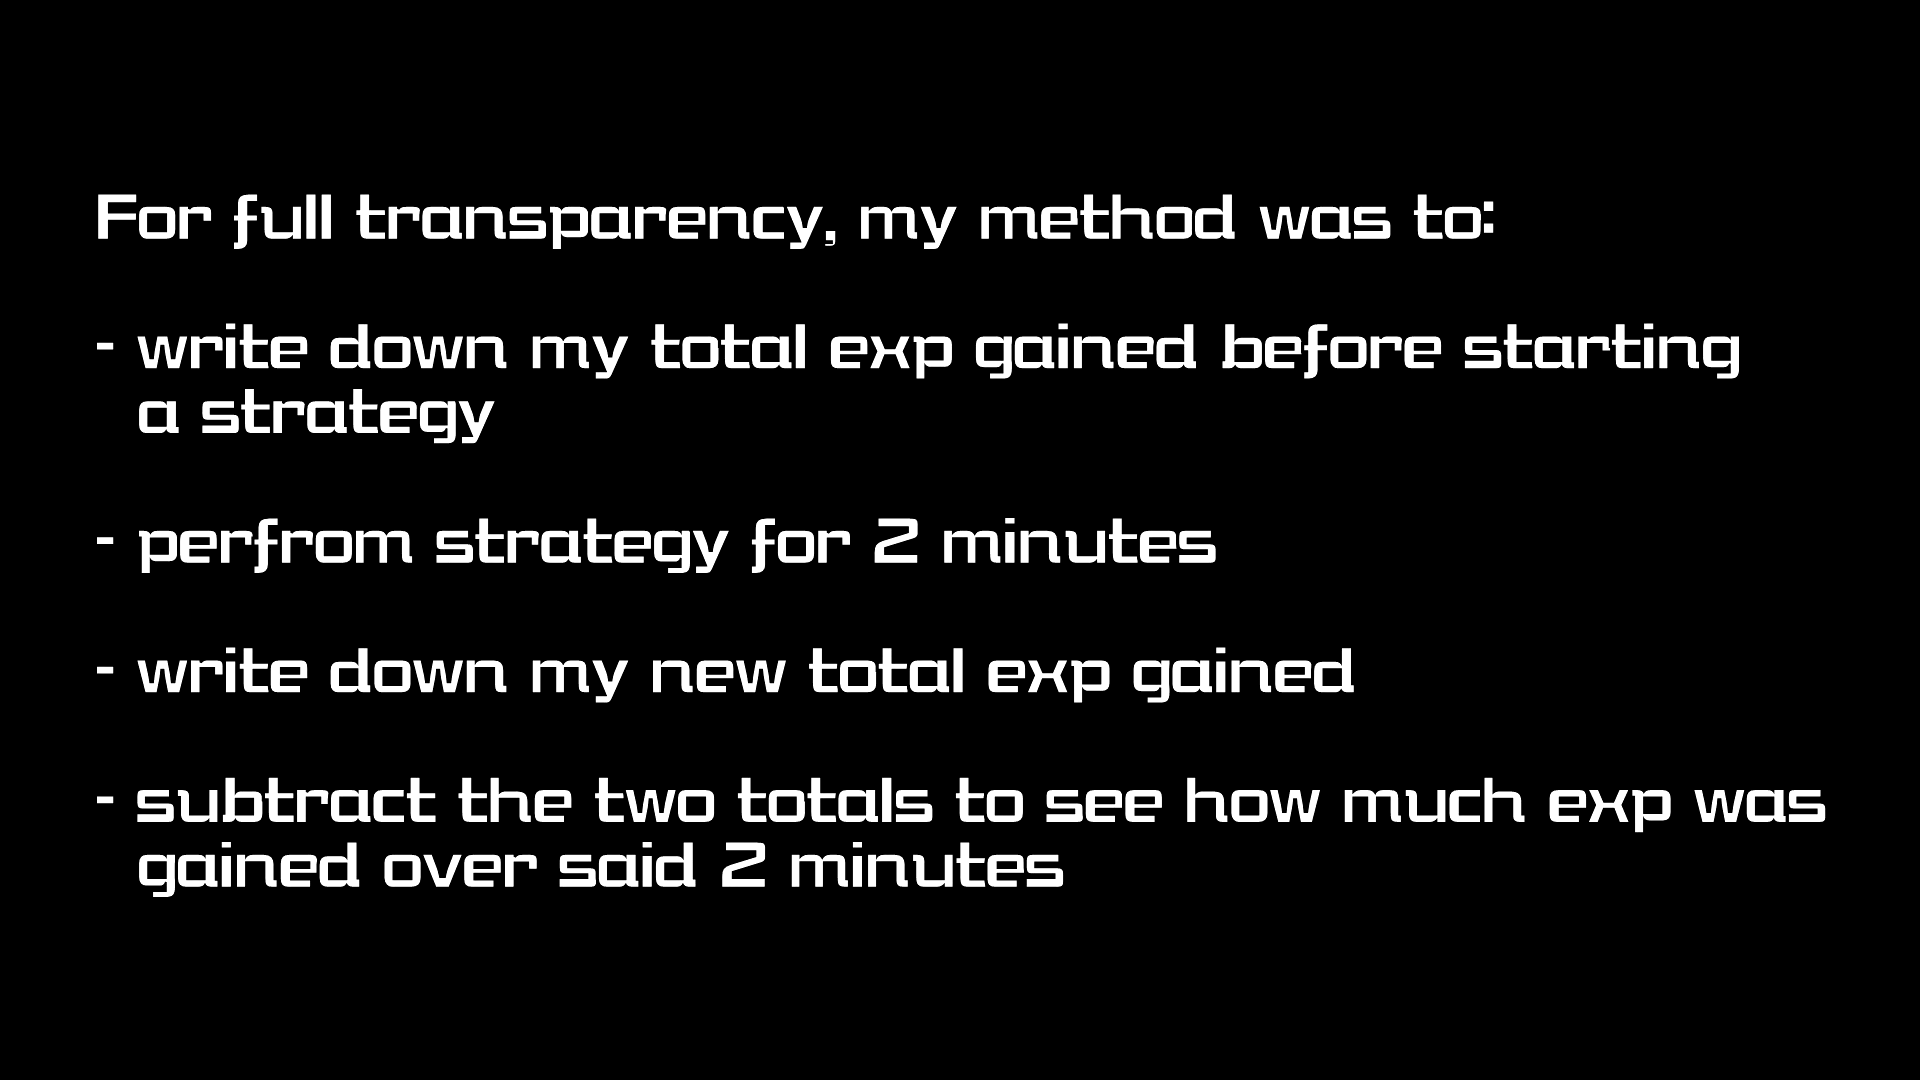 For full transparency, my method was to:
- write down my total exp gained before starting
a strategy
- perfrom strategy for 2 minutes
- write down my new total exp gained
- subtract the two totals to see how much exp was
gained over said 2 minutes